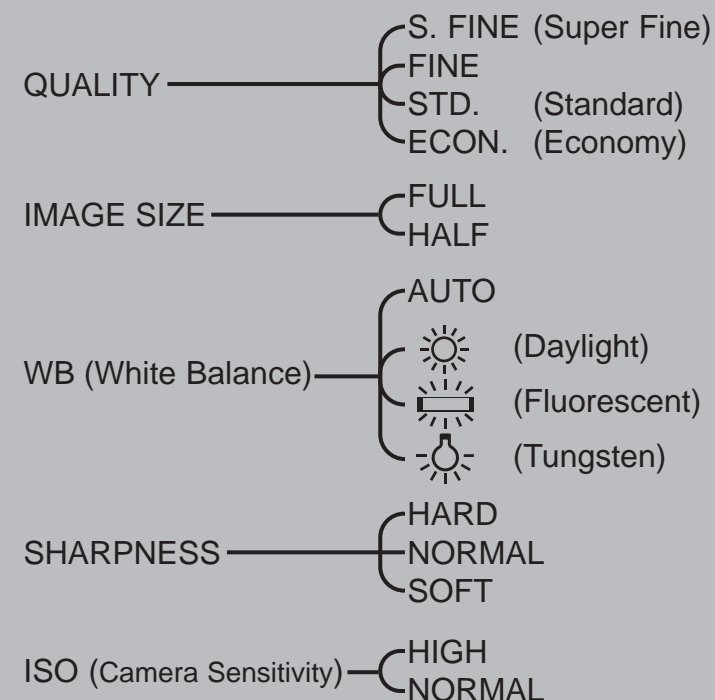 S. FINE (Super Fine)
QUALITY
FINE
STD. (Standard)
ECON. (Economy)
IMAGE SIZE
FULL
HALF
AUTO
(Daylight)
WB (White Balance)
(Fluorescent)
(Tungsten)
HARD
SHARPNESS
NORMAL
SOFT
HIGH
ISO (Camera Sensitivity)
NORMAL